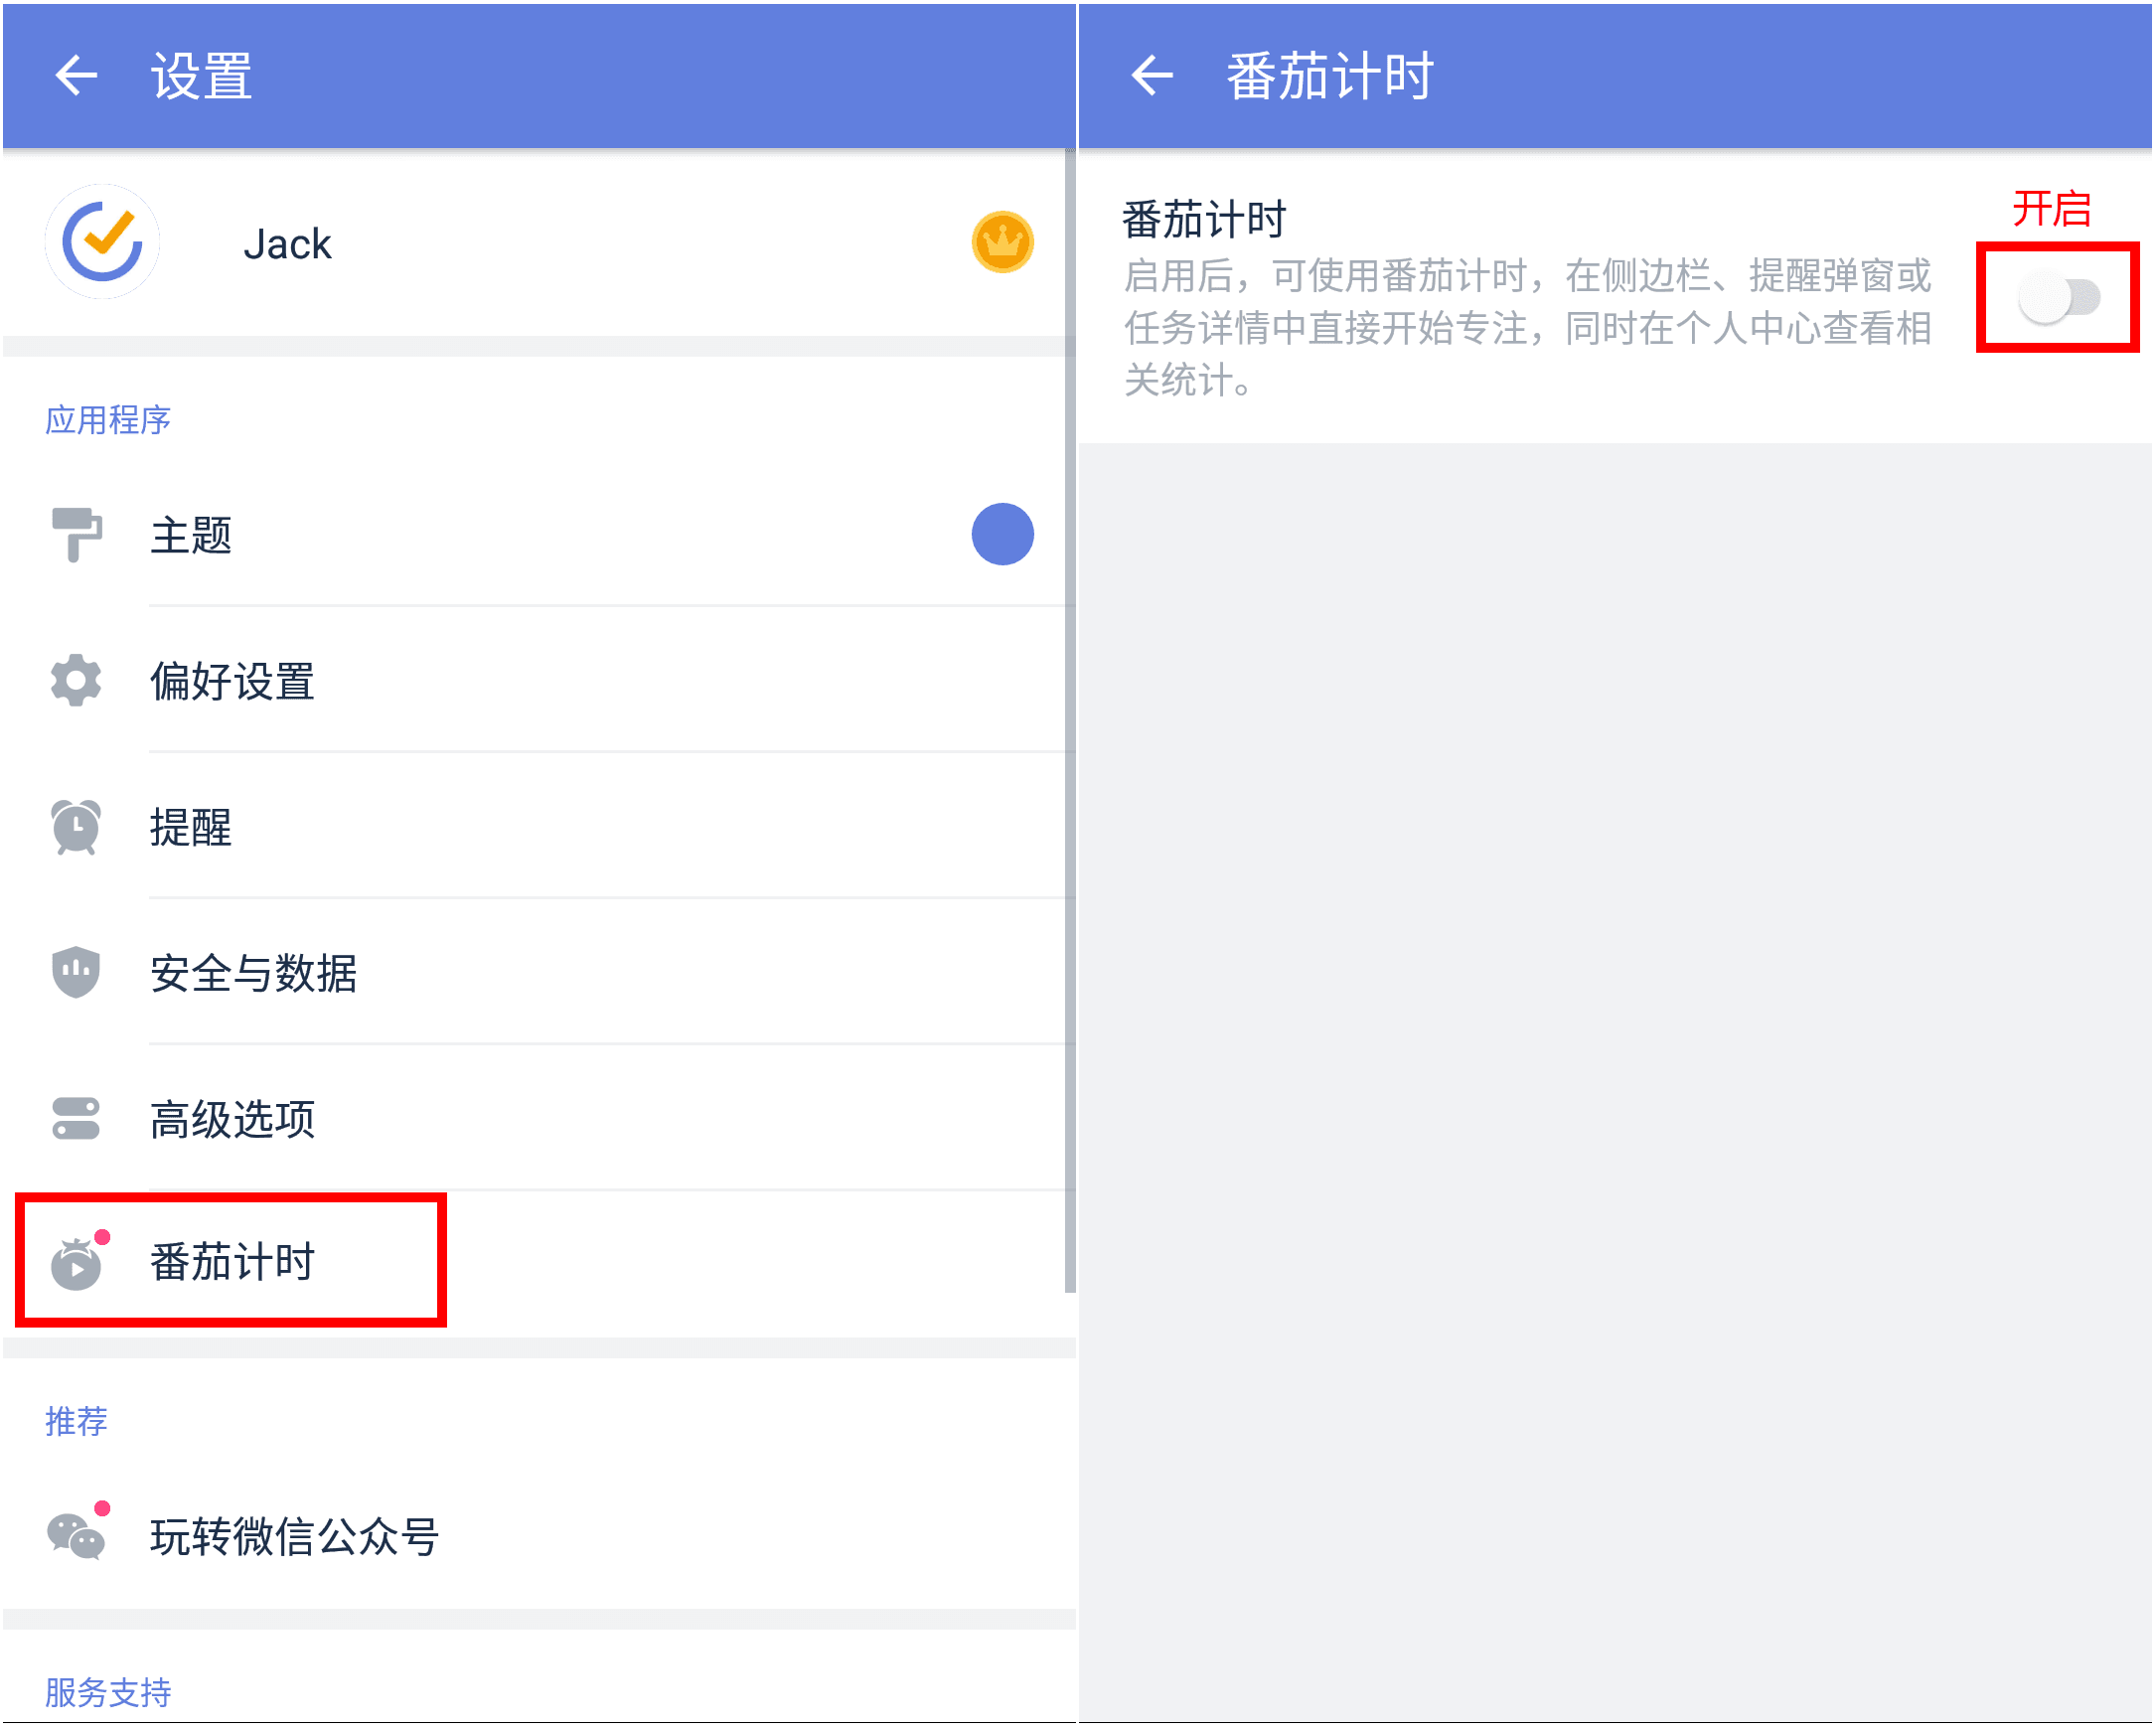 设置
Jack
应用程序
主题
偏好设置
提醒
安全与数据
高级选项
番茄计时
推荐
玩转微信公众号
服务支持
番茄计时
番茄计时
开启
启用后，可使用番茄计时，在侧边栏、提醒弹窗或
任务详情中直接开始专注，同时在个人中心查看相
关统计。